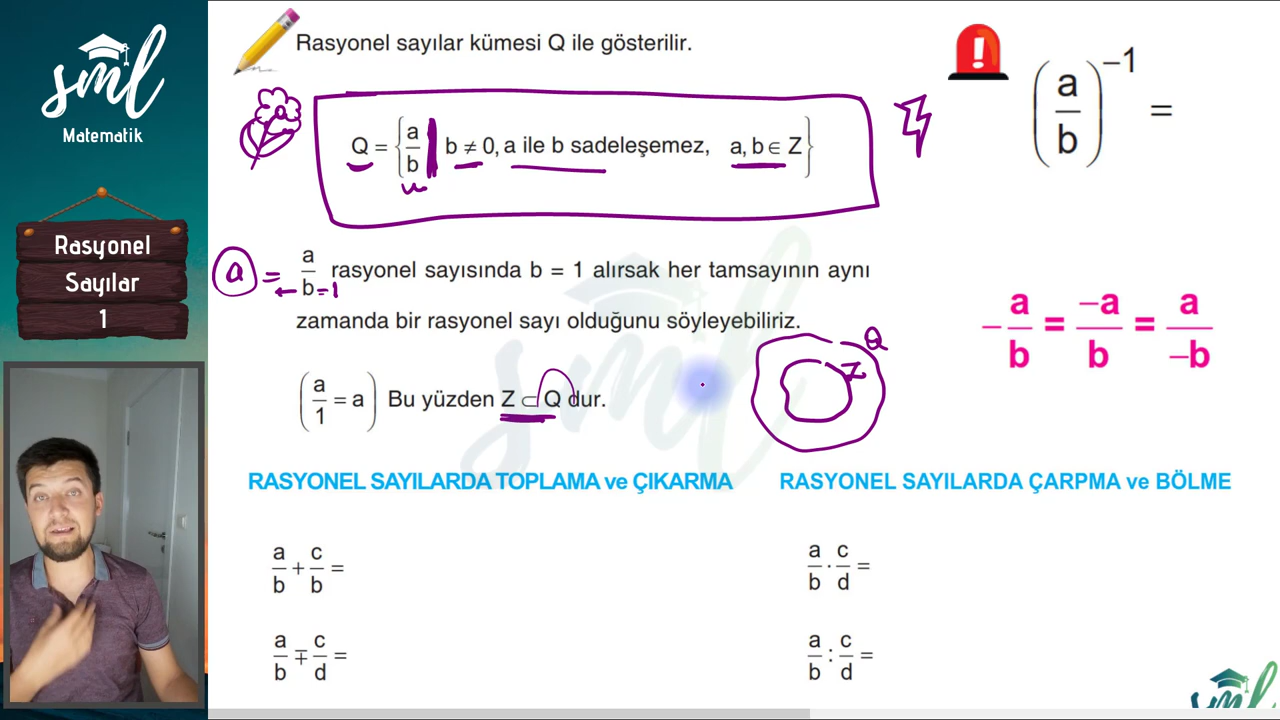 sml
Matematik
Rasyonel
Sayılar
1
Rasyonel sayılar kümesi Q ile gösterilir.
Q = { a/b | b ≠ 0, a ile b sadeleşemez, a, b ∈ Z }
a = a/b rasyonel sayısında b = 1 alırsak her tamsayının aynı
=1
zamanda bir rasyonel sayı olduğunu söyleyebiliriz.
(a/1 = a) Bu yüzden Z ⊂ Q dur.
Q
Z
(a/b)^–1 =
-a/b = –a/b = a/–b
RASYONEL SAYILARDA TOPLAMA ve ÇIKARMA
a/b + c/b =
a/b ∓ c/d =
RASYONEL SAYILARDA ÇARPMA ve BÖLME
a/b . c/d =
a/b : c/d =
sml